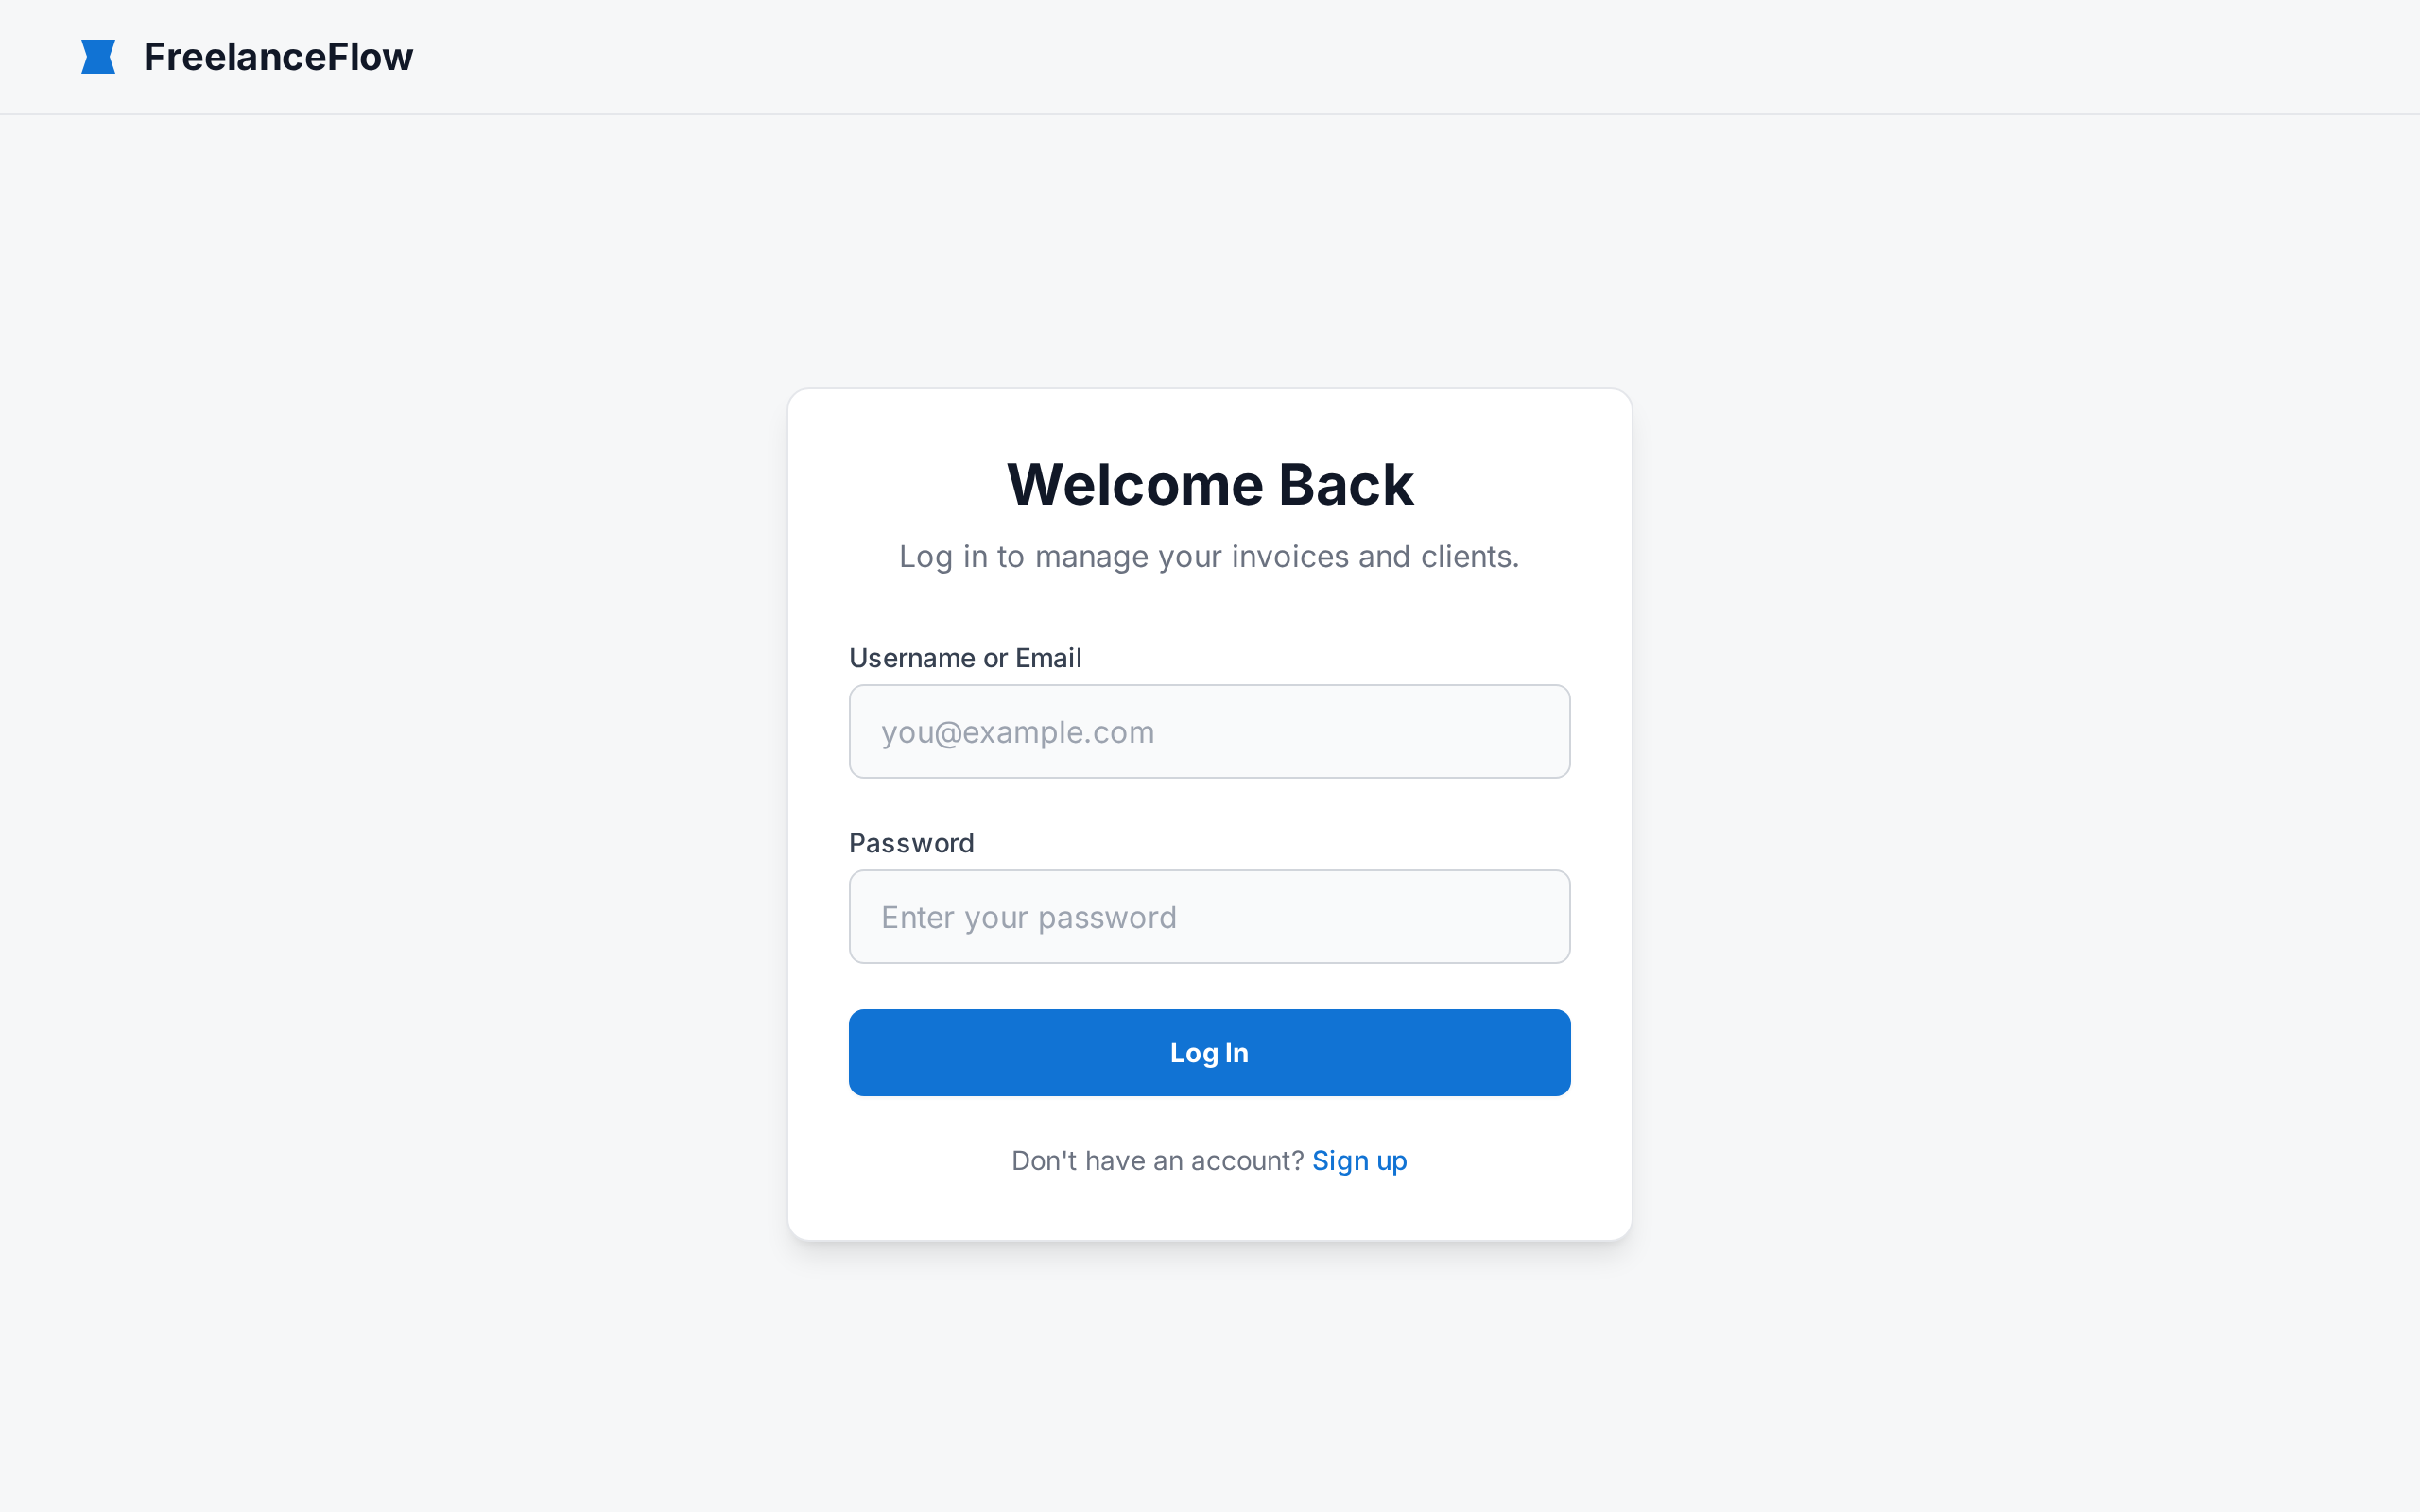 FreelanceFlow
Welcome Back
Log in to manage your invoices and clients.
Username or Email
you@example.com
Password
Enter your password
Log In
Don't have an account? Sign up